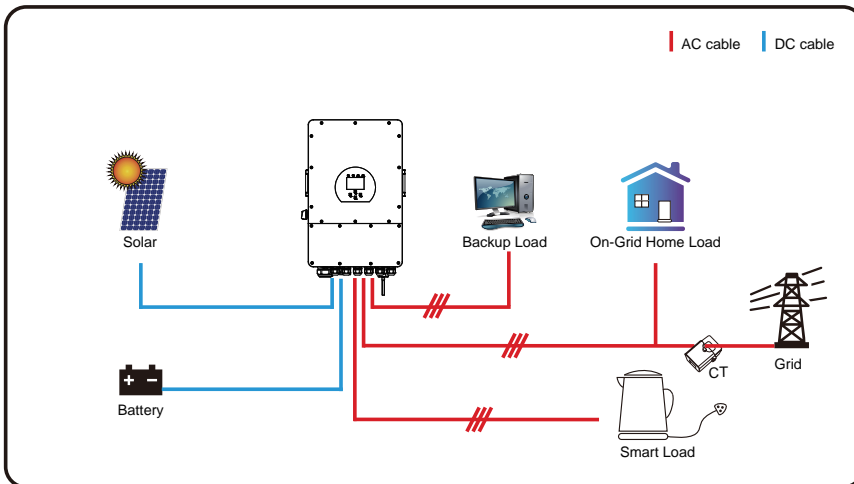 AC cable
DC cable
Solar
Backup Load
On-Grid Home Load
Grid
CT
Battery
Smart Load